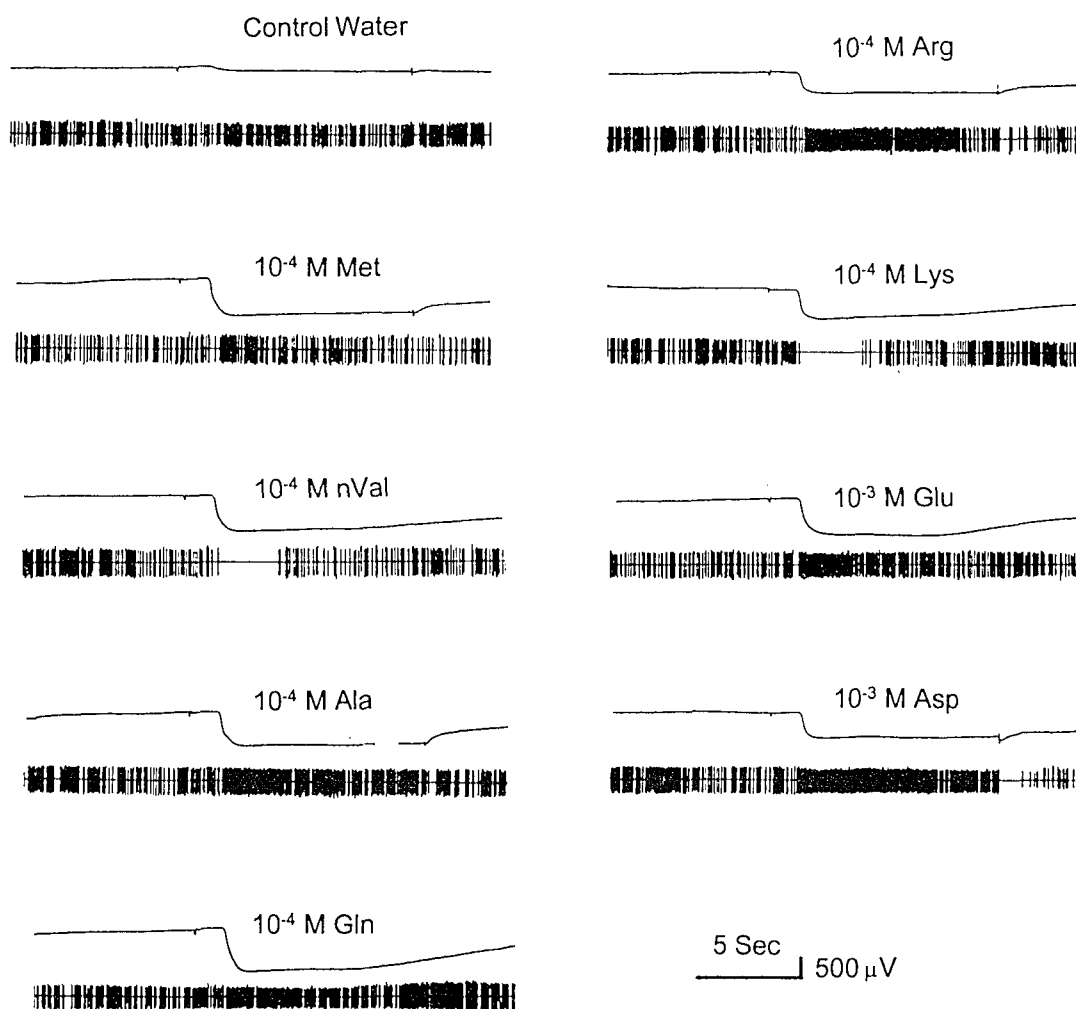 Control Water
10⁻⁴ M Arg
10⁻⁴ M Met
10⁻⁴ M Lys
10⁻⁴ M nVal
10⁻³ M Glu
10⁻⁴ M Ala
10⁻³ M Asp
10⁻⁴ M Gln
5 Sec
500 μV